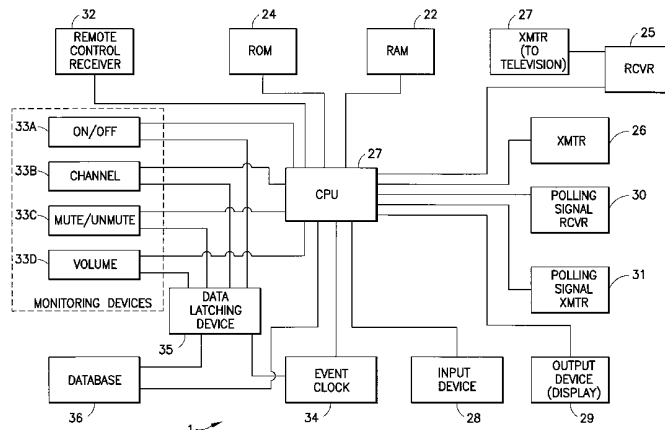 32
24
22
27
25
REMOTE
CONTROL
RECEIVER
ROM
RAM
XMTR
(TO
TELEVISION)
RCVR
33A
ON/OFF
33B
CHANNEL
33C
MUTE/UNMUTE
33D
VOLUME
MONITORING DEVICES
27
CPU
XMTR
26
POLLING
SIGNAL
RCVR
30
POLLING
SIGNAL
XMTR
31
DATA
LATCHING
DEVICE
35
DATABASE
36
EVENT
CLOCK
34
INPUT
DEVICE
28
OUTPUT
DEVICE
(DISPLAY)
29
1